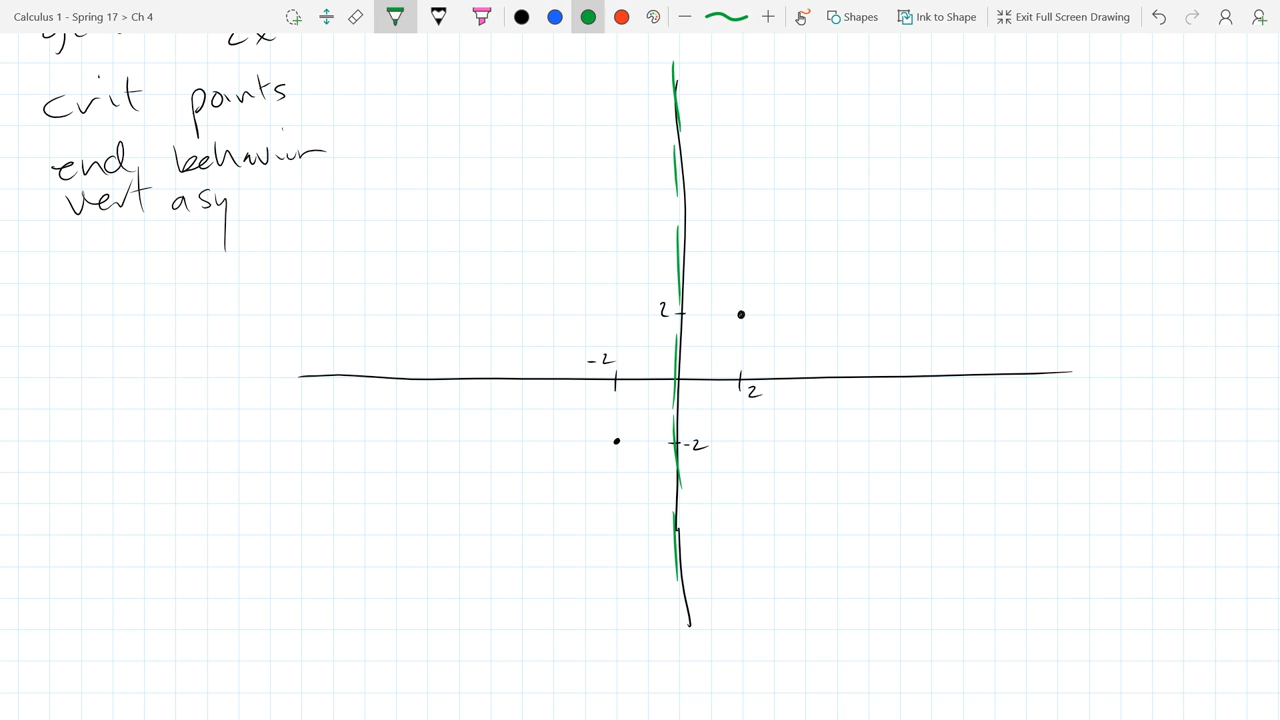 Calculus 1 - Spring 17 > Ch 4
Shapes
Ink to Shape
Exit Full Screen Drawing
2x
crit points
end behavior
vert asy
2
-2
2
-2